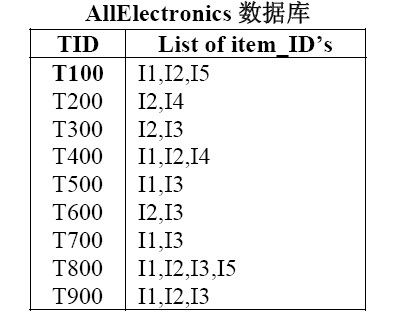 AllElectronics 数据库
TID List of item_ID’s
T100 I1,I2,I5
T200 I2,I4
T300 I2,I3
T400 I1,I2,I4
T500 I1,I3
T600 I2,I3
T700 I1,I3
T800 I1,I2,I3,I5
T900 I1,I2,I3